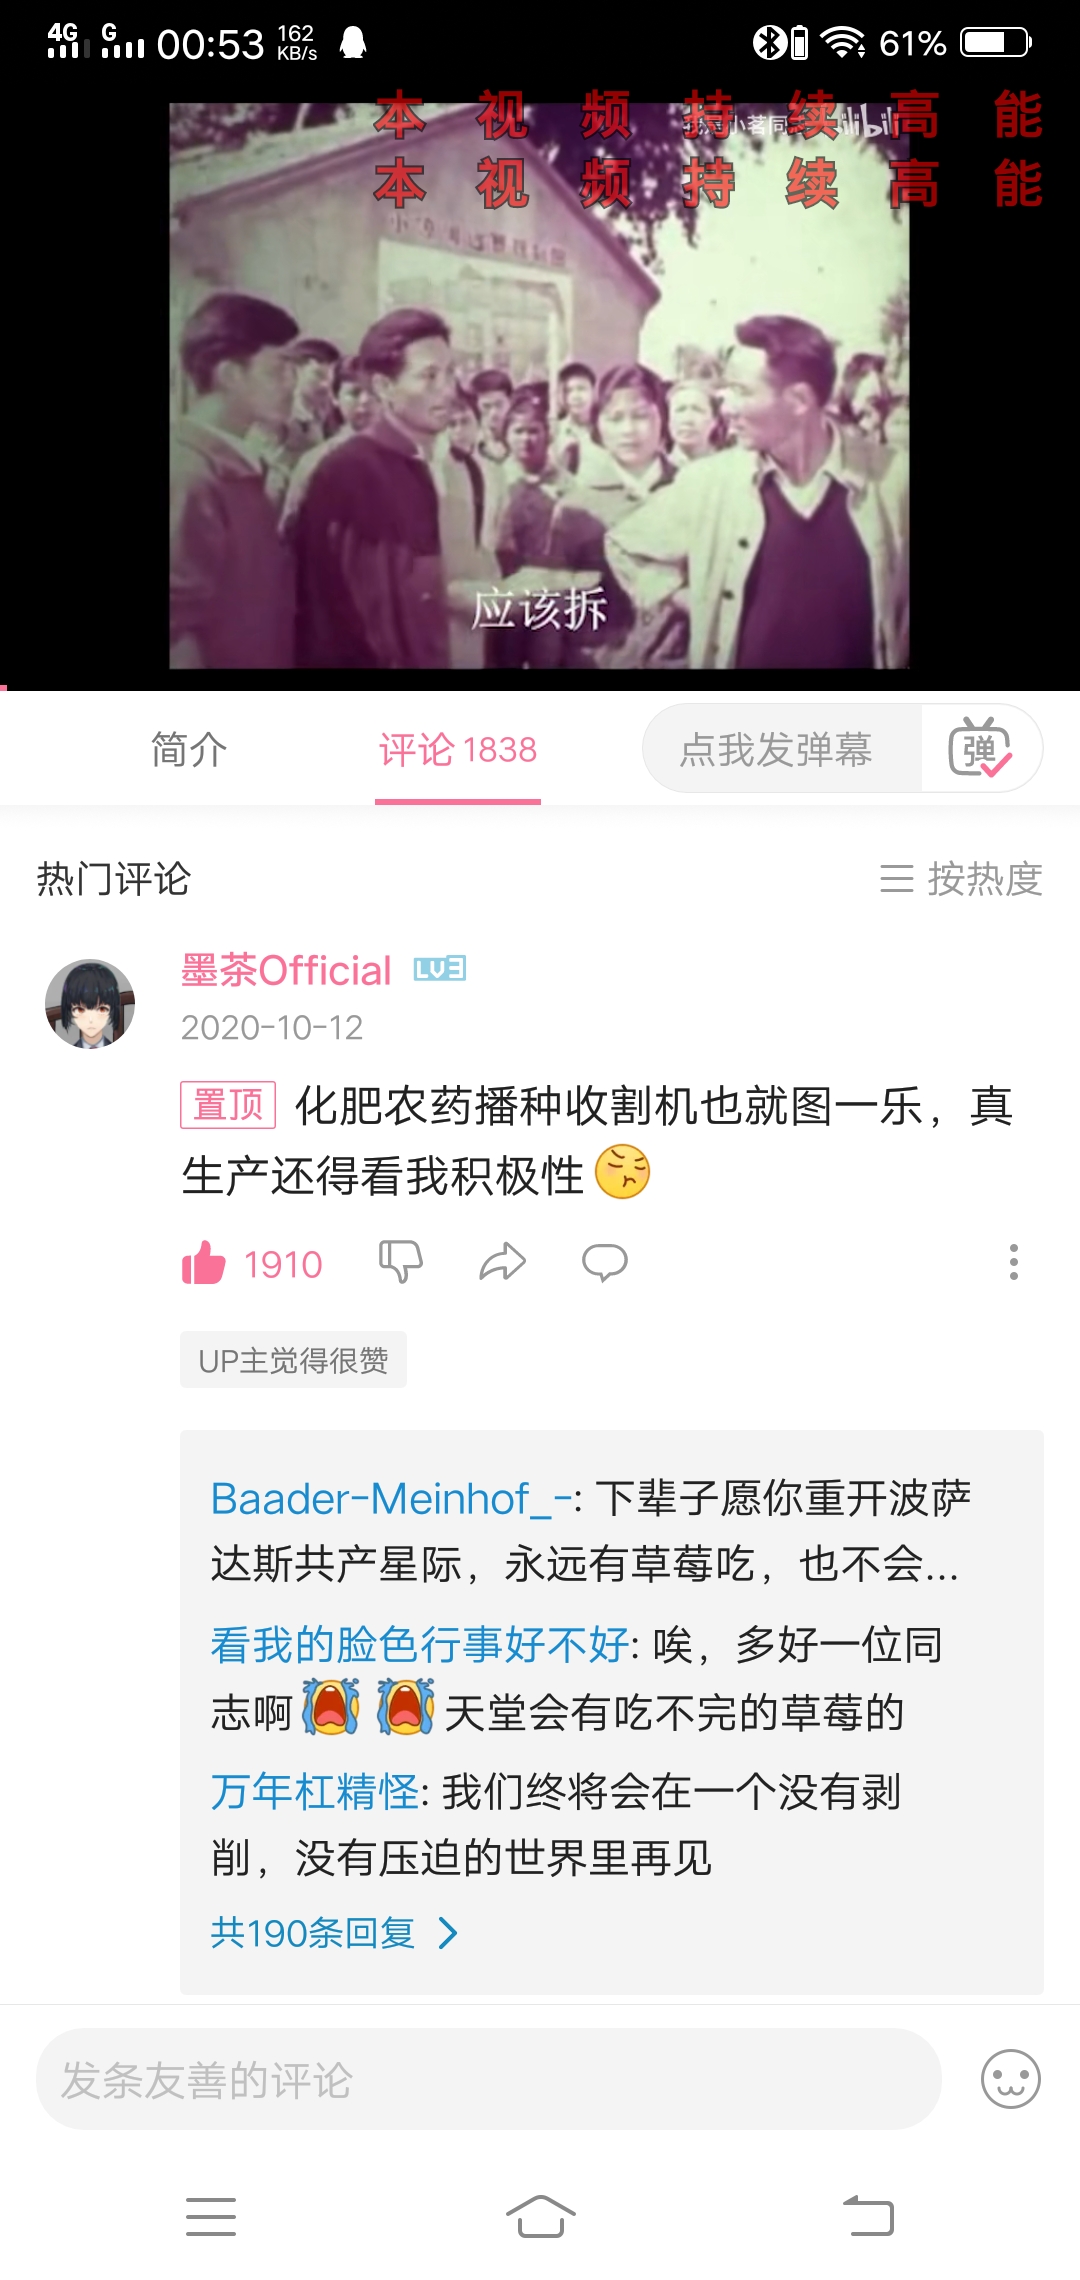 4G G 00:53 162 KB/s 61%
本视频持续高能
本视频持续高能
小茗同 bilibili
应该拆
简介 评论 1838 点我发弹幕 弹
热门评论 按热度
墨茶Official LV3
2020-10-12
置顶 化肥农药播种收割机也就图一乐，真
生产还得看我积极性
1910
UP主觉得很赞
Baader-Meinhof_-: 下辈子愿你重开波萨
达斯共产星际，永远有草莓吃，也不会...
看我的脸色行事好不好: 唉，多好一位同
志啊 天堂会有吃不完的草莓的
万年杠精怪: 我们终将会在一个没有剥
削，没有压迫的世界里再见
共190条回复
发条友善的评论